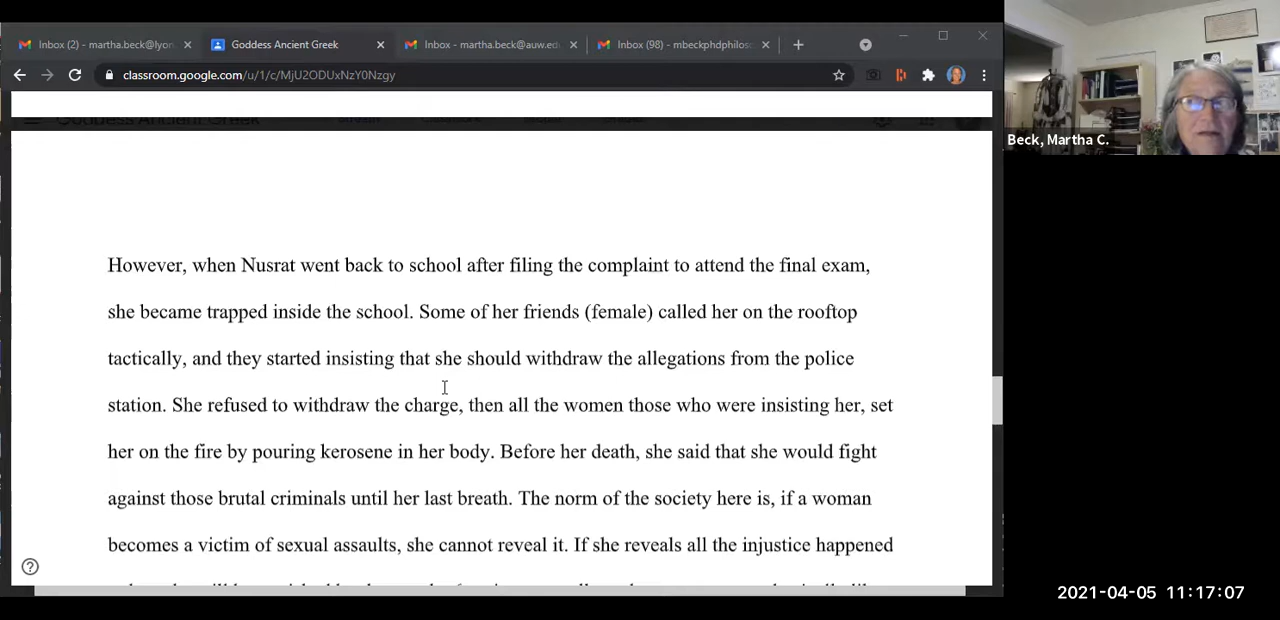 Inbox (2) - martha.beck@lyon
Goddess Ancient Greek
Inbox - martha.beck@auw.ed
Inbox (98) - mbeckphdphilosc
classroom.google.com/u/1/c/MjU2ODUxNzY0Nzgy
Beck, Martha C.
However, when Nusrat went back to school after filing the complaint to attend the final exam,
she became trapped inside the school. Some of her friends (female) called her on the rooftop
tactically, and they started insisting that she should withdraw the allegations from the police
station. She refused to withdraw the charge, then all the women those who were insisting her, set
her on the fire by pouring kerosene in her body. Before her death, she said that she would fight
against those brutal criminals until her last breath. The norm of the society here is, if a woman
becomes a victim of sexual assaults, she cannot reveal it. If she reveals all the injustice happened
2021-04-05 11:17:07